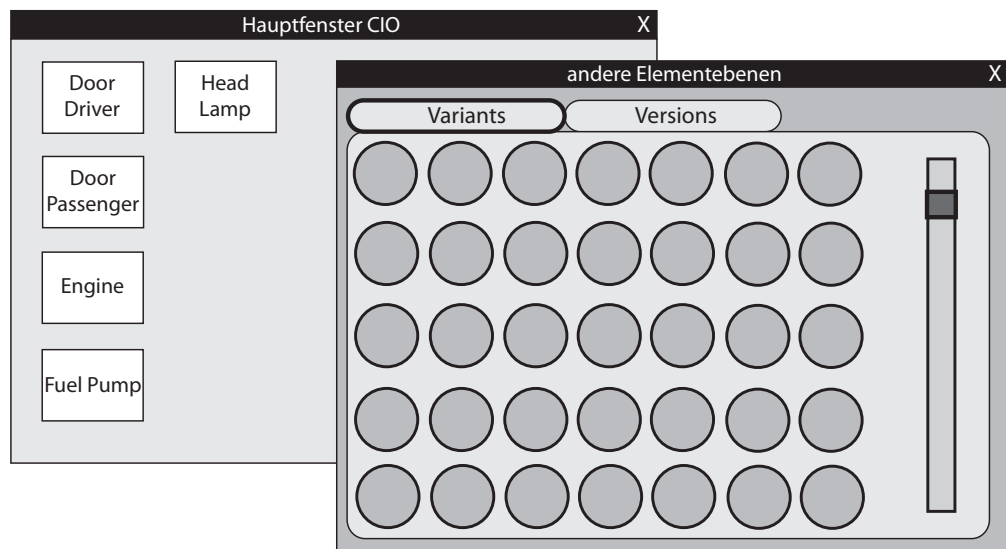 Hauptfenster CIO
X
Door
Driver
Head
Lamp
Door
Passenger
Engine
Fuel Pump
andere Elementebenen
X
Variants
Versions